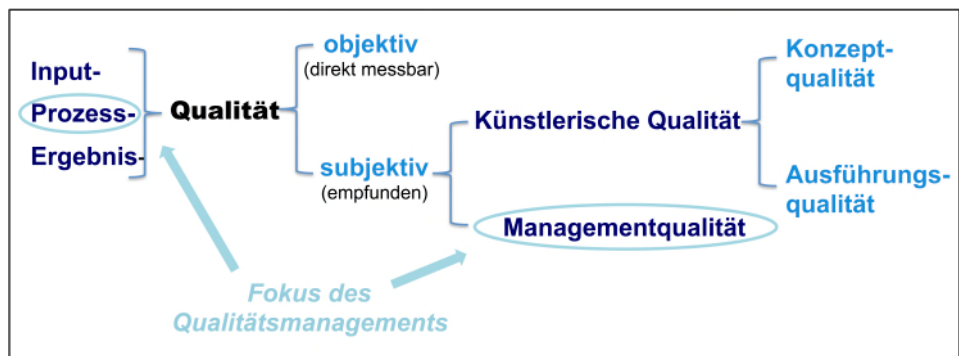 Input-
Prozess-
Ergebnis-
Qualität
objektiv
(direkt messbar)
subjektiv
(empfunden)
Künstlerische Qualität
Managementqualität
Konzept-
qualität
Ausführungs-
qualität
Fokus des
Qualitätsmanagements